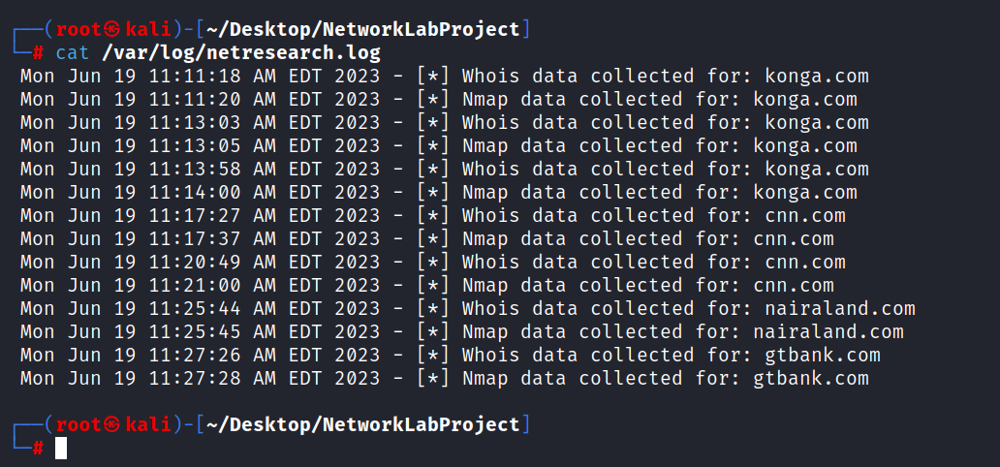 ┌──(root㉿kali)-[~/Desktop/NetworkLabProject]
└─# cat /var/log/netresearch.log
Mon Jun 19 11:11:18 AM EDT 2023 - [*] Whois data collected for: konga.com
Mon Jun 19 11:11:20 AM EDT 2023 - [*] Nmap data collected for: konga.com
Mon Jun 19 11:13:03 AM EDT 2023 - [*] Whois data collected for: konga.com
Mon Jun 19 11:13:05 AM EDT 2023 - [*] Nmap data collected for: konga.com
Mon Jun 19 11:13:58 AM EDT 2023 - [*] Whois data collected for: konga.com
Mon Jun 19 11:14:00 AM EDT 2023 - [*] Nmap data collected for: konga.com
Mon Jun 19 11:17:27 AM EDT 2023 - [*] Whois data collected for: cnn.com
Mon Jun 19 11:17:37 AM EDT 2023 - [*] Nmap data collected for: cnn.com
Mon Jun 19 11:20:49 AM EDT 2023 - [*] Whois data collected for: cnn.com
Mon Jun 19 11:21:00 AM EDT 2023 - [*] Nmap data collected for: cnn.com
Mon Jun 19 11:25:44 AM EDT 2023 - [*] Whois data collected for: nairaland.com
Mon Jun 19 11:25:45 AM EDT 2023 - [*] Nmap data collected for: nairaland.com
Mon Jun 19 11:27:26 AM EDT 2023 - [*] Whois data collected for: gtbank.com
Mon Jun 19 11:27:28 AM EDT 2023 - [*] Nmap data collected for: gtbank.com
┌──(root㉿kali)-[~/Desktop/NetworkLabProject]
└─#